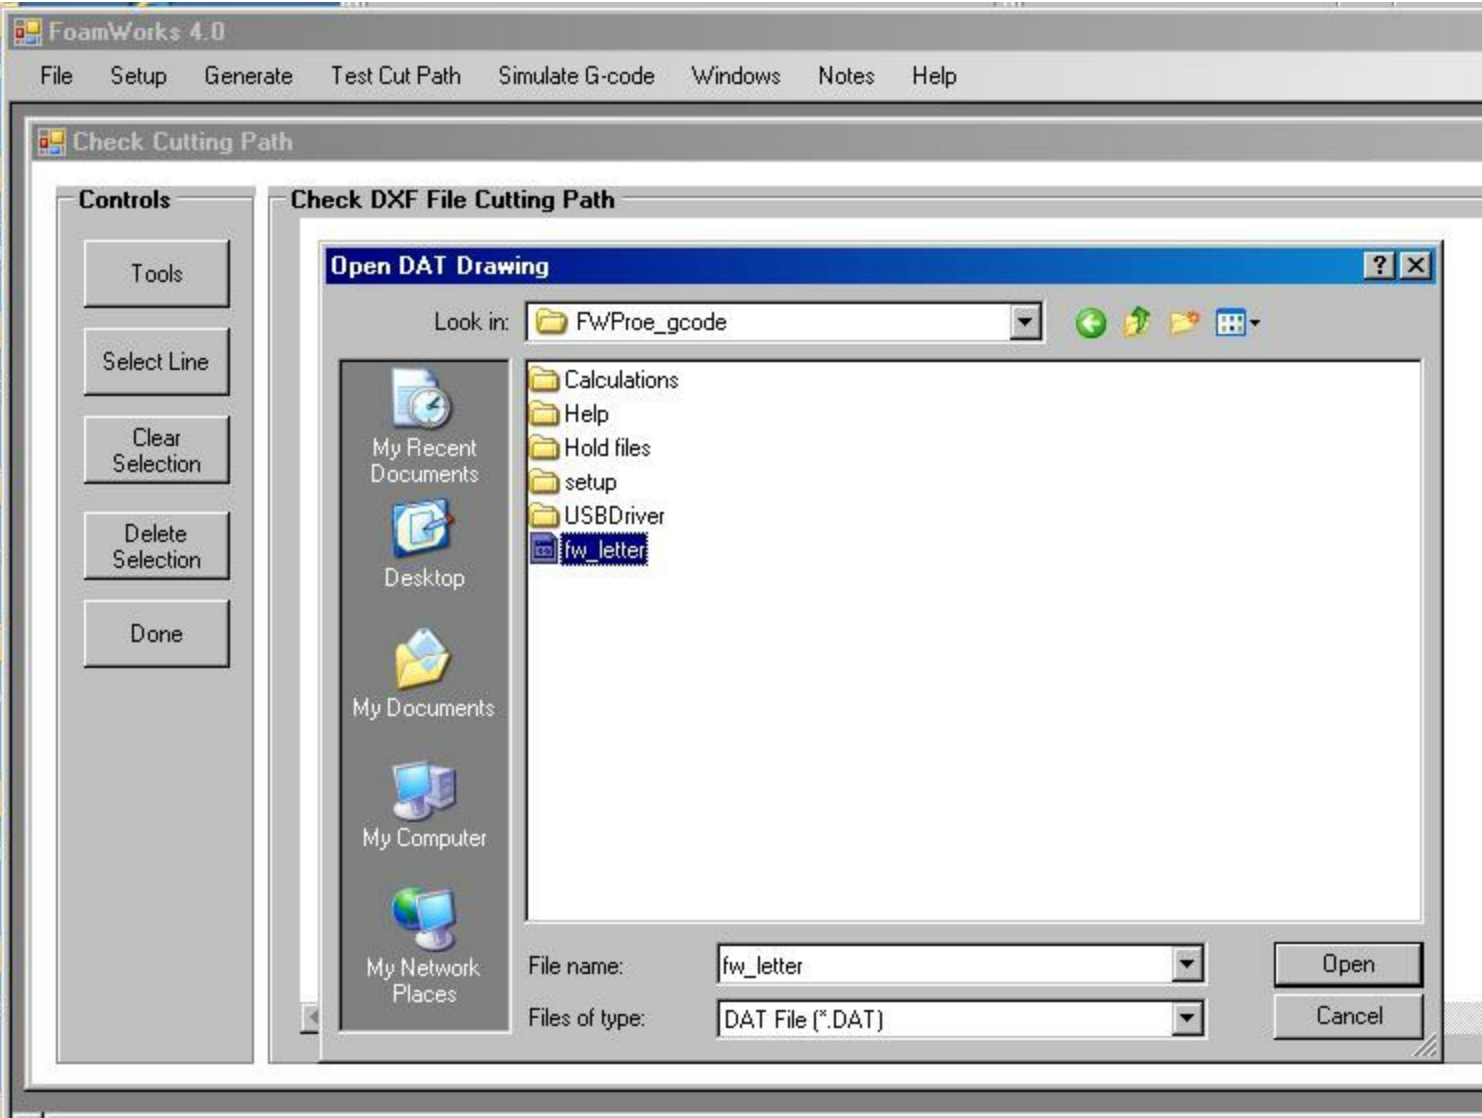 FoamWorks 4.0
File Setup Generate Test Cut Path Simulate G-code Windows Notes Help
Check Cutting Path
Controls
Check DXF File Cutting Path
Tools
Select Line
Clear
Selection
Delete
Selection
Done
Open DAT Drawing
Look in: FWProe_gcode
My Recent
Documents
Desktop
My Documents
My Computer
My Network
Places
Calculations
Help
Hold files
setup
USBDriver
fw_letter
File name: fw_letter Open
Files of type: DAT File (*.DAT) Cancel